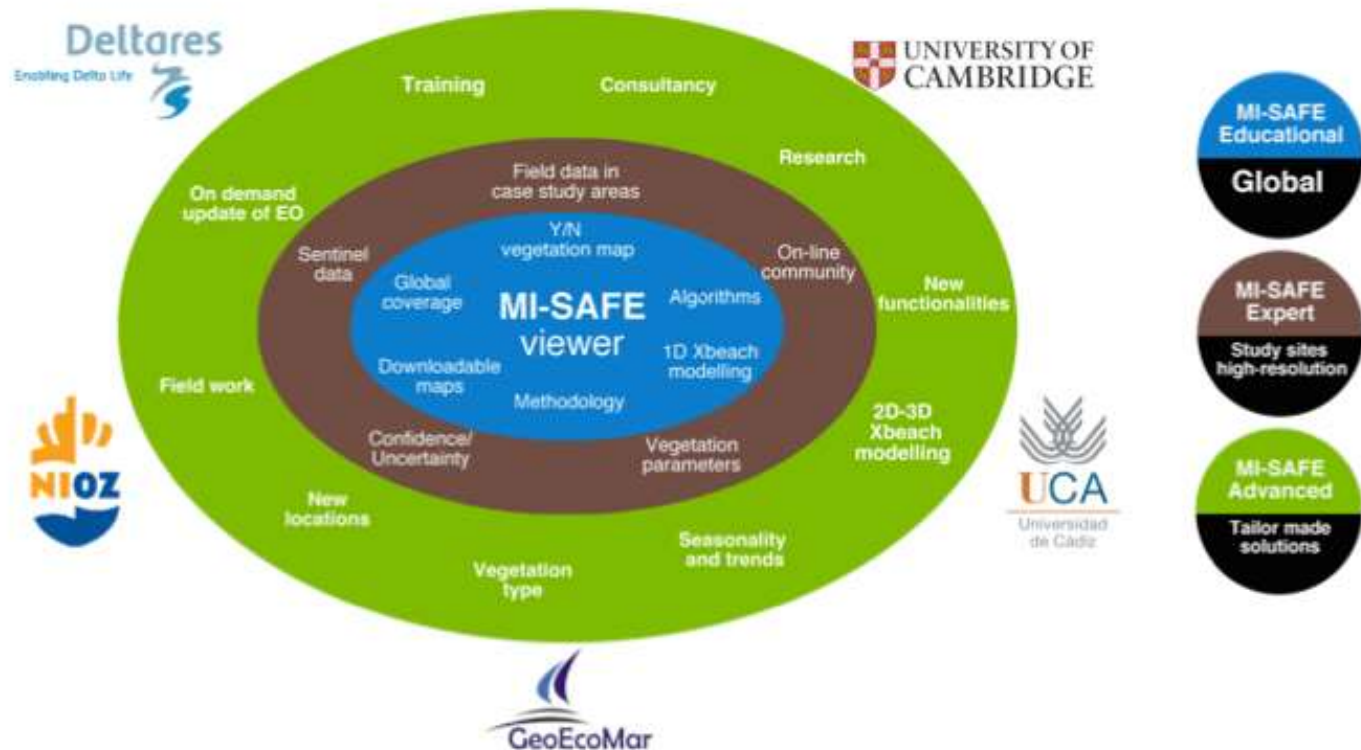 Deltares
Enabling Delta Life
UNIVERSITY OF
CAMBRIDGE
Training
Consultancy
Research
On demand
update of EO
New
functionalities
Field work
2D-3D
Xbeach
modelling
New
locations
Seasonality
and trends
Vegetation
type
Field data in
case study areas
Sentinel
data
On-line
community
Confidence/
Uncertainty
Vegetation
parameters
Y/N
vegetation map
Global
coverage
Algorithms
MI-SAFE
viewer
Downloadable
maps
1D Xbeach
modelling
Methodology
NIOZ
UCA
Universidad
de Cádiz
GeoEcoMar
MI-SAFE
Educational
Global
MI-SAFE
Expert
Study sites
high-resolution
MI-SAFE
Advanced
Tailor made
solutions